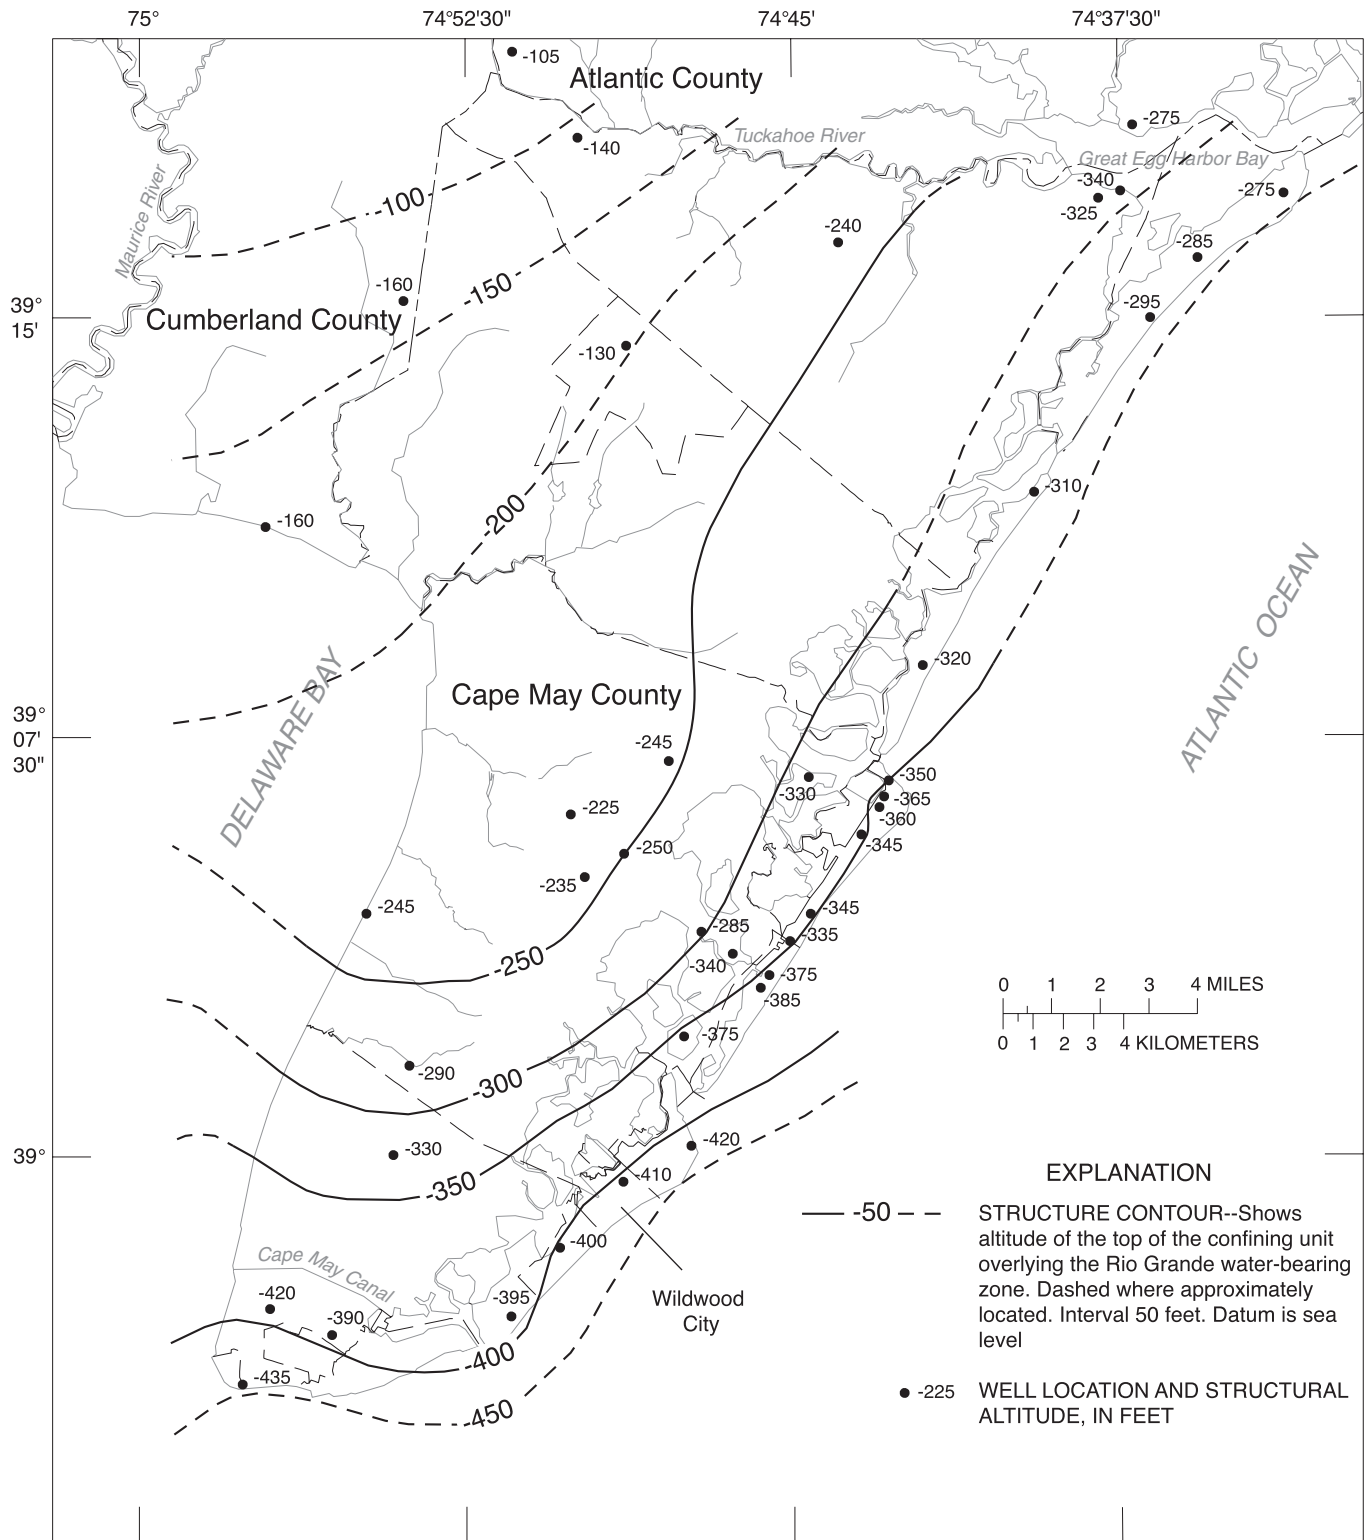 75°
74°52'30"
74°45'
74°37'30"
-105
Atlantic County
-275
-140
Tuckahoe River
Great Egg Harbor Bay
-340
-325
-275
Maurice River
-100
-240
-285
-150
-160
-295
39°
15'
Cumberland County
-130
-310
-200
-160
ATLANTIC OCEAN
-320
DELAWARE BAY
Cape May County
39°
07'
30"
-245
-350
-330
-365
-225
-360
-250
-345
-235
-245
-345
-285
-335
-250
-340
-375
-385
0 1 2 3 4 MILES
0 1 2 3 4 KILOMETERS
-375
-290
-300
-420
39°
-330
-350
-410
EXPLANATION
-50
STRUCTURE CONTOUR--Shows
altitude of the top of the confining unit
overlying the Rio Grande water-bearing
zone. Dashed where approximately
located. Interval 50 feet. Datum is sea
level
-400
Cape May Canal
-420
-395
-390
Wildwood
City
-400
-435
-450
-225
WELL LOCATION AND STRUCTURAL
ALTITUDE, IN FEET